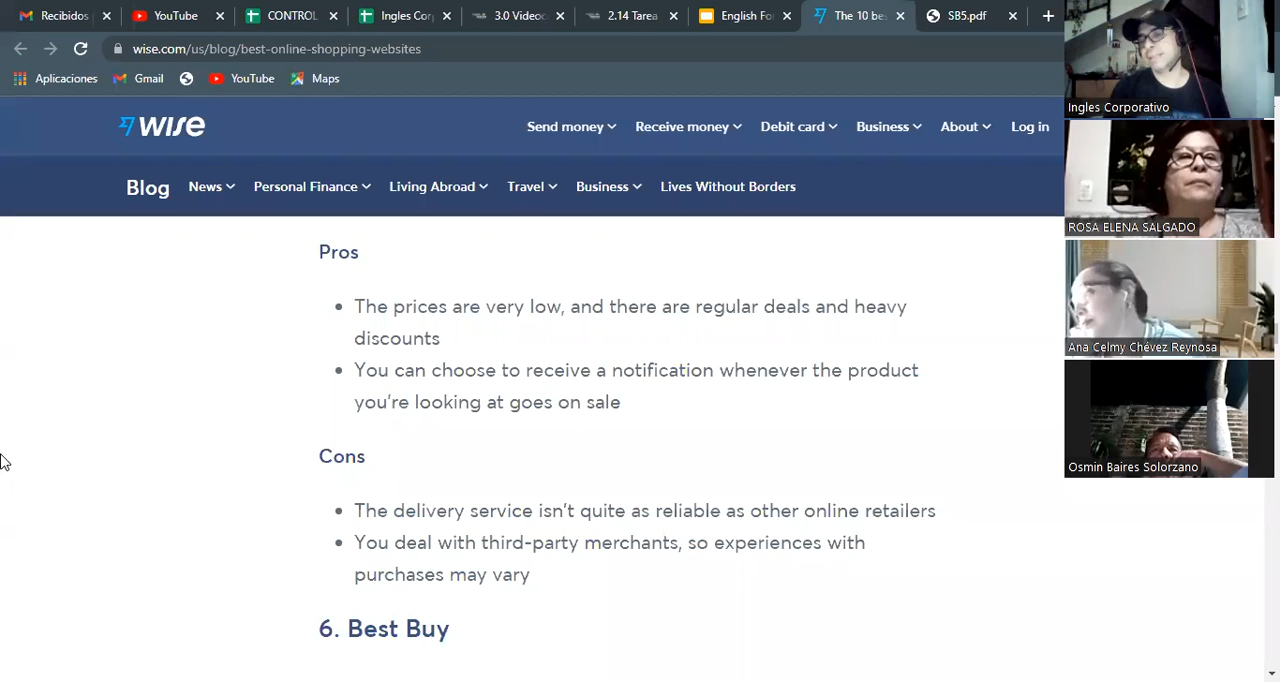 Recibidos
YouTube
CONTROL
Ingles Cor
3.0 Videoc
2.14 Tarea
English Fo
The 10 be
SB5.pdf
wise.com/us/blog/best-online-shopping-websites
Aplicaciones
Gmail
YouTube
Maps
WISE
Send money
Receive money
Debit card
Business
About
Log in
Blog
News
Personal Finance
Living Abroad
Travel
Business
Lives Without Borders
Pros
The prices are very low, and there are regular deals and heavy
discounts
You can choose to receive a notification whenever the product
you're looking at goes on sale
Cons
The delivery service isn't quite as reliable as other online retailers
You deal with third-party merchants, so experiences with
purchases may vary
6. Best Buy
Ingles Corporativo
ROSA ELENA SALGADO
Ana Celmy Chévez Reynosa
Osmin Baires Solorzano